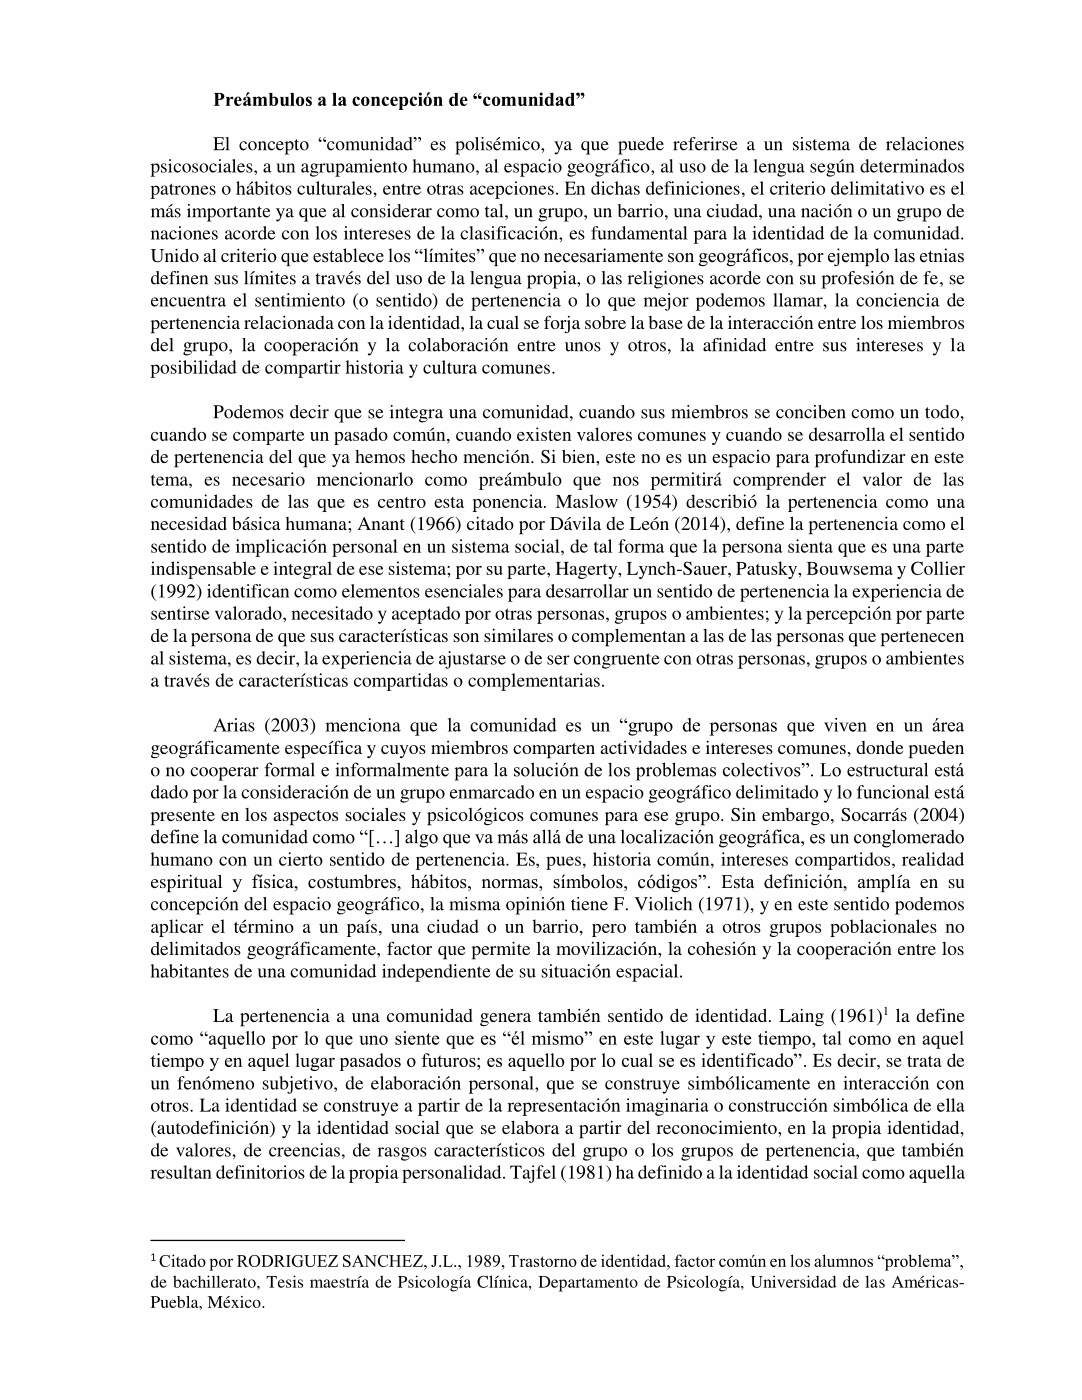 Preámbulos a la concepción de “comunidad”
El concepto “comunidad” es polisémico, ya que puede referirse a un sistema de relaciones
psicosociales, a un agrupamiento humano, al espacio geográfico, al uso de la lengua según determinados
patrones o hábitos culturales, entre otras acepciones. En dichas definiciones, el criterio delimitativo es el
más importante ya que al considerar como tal, un grupo, un barrio, una ciudad, una nación o un grupo de
naciones acorde con los intereses de la clasificación, es fundamental para la identidad de la comunidad.
Unido al criterio que establece los “límites” que no necesariamente son geográficos, por ejemplo las etnias
definen sus límites a través del uso de la lengua propia, o las religiones acorde con su profesión de fe, se
encuentra el sentimiento (o sentido) de pertenencia o lo que mejor podemos llamar, la conciencia de
pertenencia relacionada con la identidad, la cual se forja sobre la base de la interacción entre los miembros
del grupo, la cooperación y la colaboración entre unos y otros, la afinidad entre sus intereses y la
posibilidad de compartir historia y cultura comunes.
Podemos decir que se integra una comunidad, cuando sus miembros se conciben como un todo,
cuando se comparte un pasado común, cuando existen valores comunes y cuando se desarrolla el sentido
de pertenencia del que ya hemos hecho mención. Si bien, este no es un espacio para profundizar en este
tema, es necesario mencionarlo como preámbulo que nos permitirá comprender el valor de las
comunidades de las que es centro esta ponencia. Maslow (1954) describió la pertenencia como una
necesidad básica humana; Anant (1966) citado por Dávila de León (2014), define la pertenencia como el
sentido de implicación personal en un sistema social, de tal forma que la persona sienta que es una parte
indispensable e integral de ese sistema; por su parte, Hagerty, Lynch-Sauer, Patusky, Bouwsema y Collier
(1992) identifican como elementos esenciales para desarrollar un sentido de pertenencia la experiencia de
sentirse valorado, necesitado y aceptado por otras personas, grupos o ambientes; y la percepción por parte
de la persona de que sus características son similares o complementan a las de las personas que pertenecen
al sistema, es decir, la experiencia de ajustarse o de ser congruente con otras personas, grupos o ambientes
a través de características compartidas o complementarias.
Arias (2003) menciona que la comunidad es un “grupo de personas que viven en un área
geográficamente específica y cuyos miembros comparten actividades e intereses comunes, donde pueden
o no cooperar formal e informalmente para la solución de los problemas colectivos”. Lo estructural está
dado por la consideración de un grupo enmarcado en un espacio geográfico delimitado y lo funcional está
presente en los aspectos sociales y psicológicos comunes para ese grupo. Sin embargo, Socarrás (2004)
define la comunidad como “[…] algo que va más allá de una localización geográfica, es un conglomerado
humano con un cierto sentido de pertenencia. Es, pues, historia común, intereses compartidos, realidad
espiritual y física, costumbres, hábitos, normas, símbolos, códigos”. Esta definición, amplía en su
concepción del espacio geográfico, la misma opinión tiene F. Violich (1971), y en este sentido podemos
aplicar el término a un país, una ciudad o un barrio, pero también a otros grupos poblacionales no
delimitados geográficamente, factor que permite la movilización, la cohesión y la cooperación entre los
habitantes de una comunidad independiente de su situación espacial.
La pertenencia a una comunidad genera también sentido de identidad. Laing (1961)¹ la define
como “aquello por lo que uno siente que es “él mismo” en este lugar y este tiempo, tal como en aquel
tiempo y en aquel lugar pasados o futuros; es aquello por lo cual se es identificado”. Es decir, se trata de
un fenómeno subjetivo, de elaboración personal, que se construye simbólicamente en interacción con
otros. La identidad se construye a partir de la representación imaginaria o construcción simbólica de ella
(autodefinición) y la identidad social que se elabora a partir del reconocimiento, en la propia identidad,
de valores, de creencias, de rasgos característicos del grupo o los grupos de pertenencia, que también
resultan definitorios de la propia personalidad. Tajfel (1981) ha definido a la identidad social como aquella
¹ Citado por RODRIGUEZ SANCHEZ, J.L., 1989, Trastorno de identidad, factor común en los alumnos “problema”,
de bachillerato, Tesis maestría de Psicología Clínica, Departamento de Psicología, Universidad de las Américas-
Puebla, México.